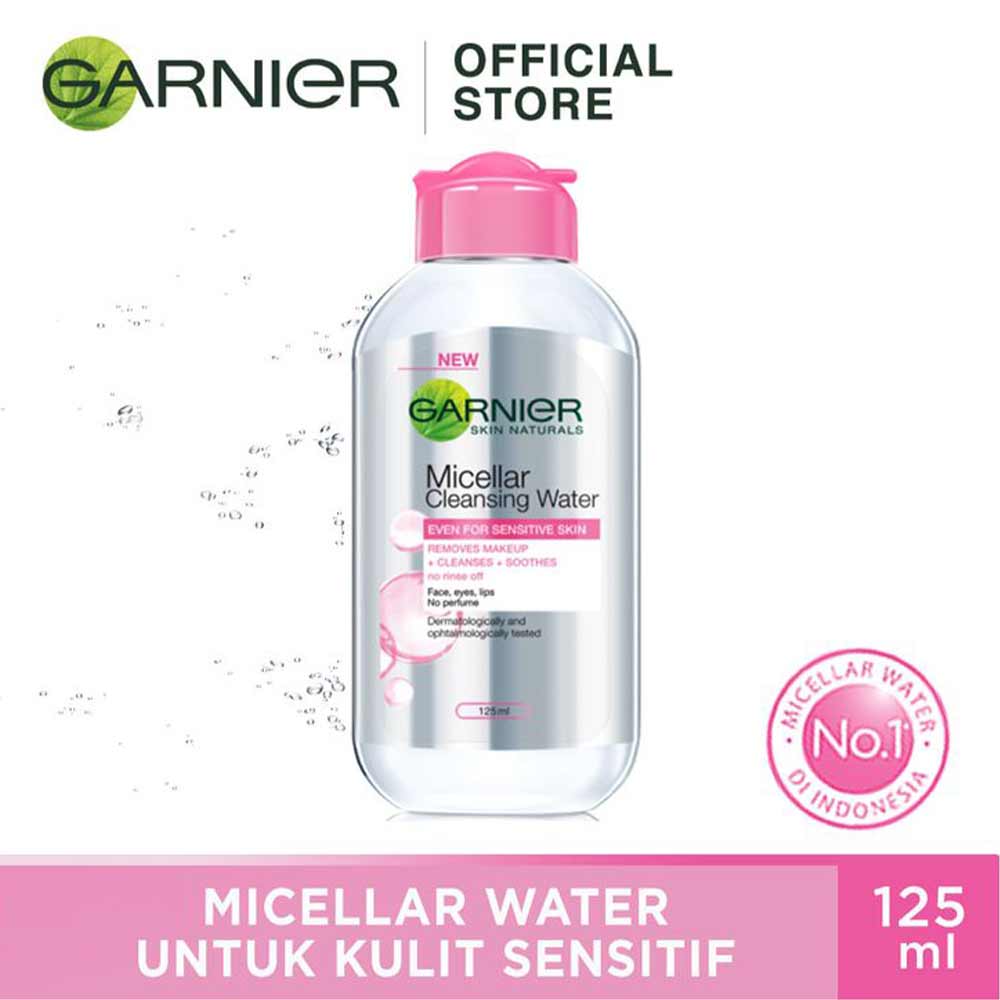 GARNIER
OFFICIAL
STORE
NEW
GARNIER
SKIN NATURALS
Micellar
Cleansing Water
EVEN FOR SENSITIVE SKIN
REMOVES MAKEUP
+ CLEANSES + SOOTHES
no rinse off
Face, eyes, lips
No perfume
Dermatologically and
ophtalmologically tested
125ml
MICELLAR WATER
No.1
DI INDONESIA
MICELLAR WATER
UNTUK KULIT SENSITIF
125
ml